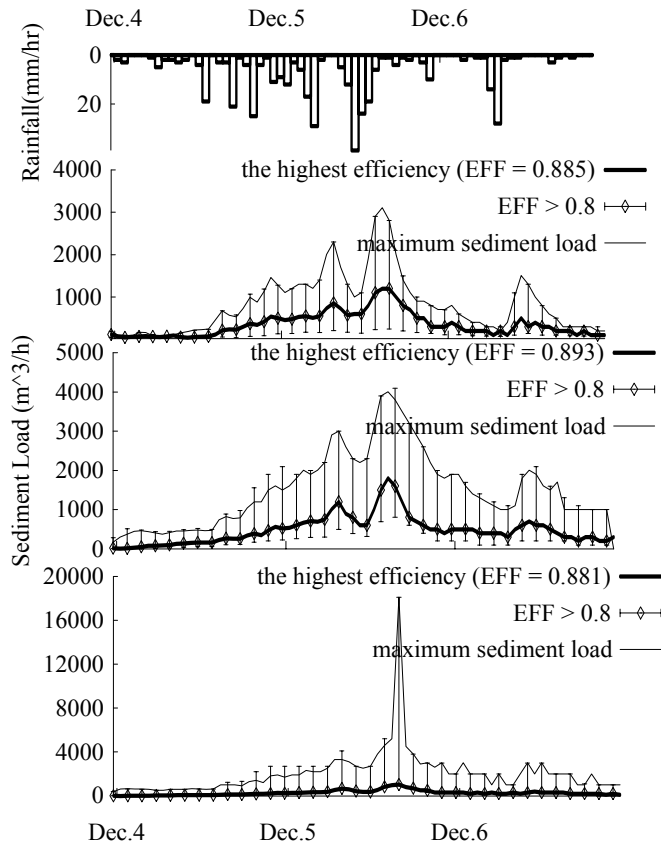 Dec.4 Dec.5 Dec.6
Rainfall(mm/hr)
0
20
4000
3000
2000
1000
0
the highest efficiency (EFF = 0.885)
EFF > 0.8
maximum sediment load
Sediment Load (m^3/h)
5000
4000
3000
2000
1000
0
the highest efficiency (EFF = 0.893)
EFF > 0.8
maximum sediment load
20000
16000
12000
8000
4000
0
the highest efficiency (EFF = 0.881)
EFF > 0.8
maximum sediment load
Dec.4 Dec.5 Dec.6